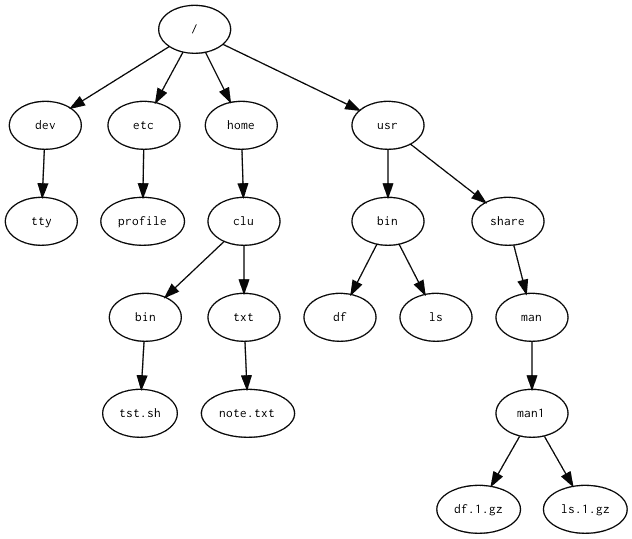 /
dev
etc
home
usr
tty
profile
clu
bin
share
bin
txt
df
ls
man
tst.sh
note.txt
man1
df.1.gz
ls.1.gz